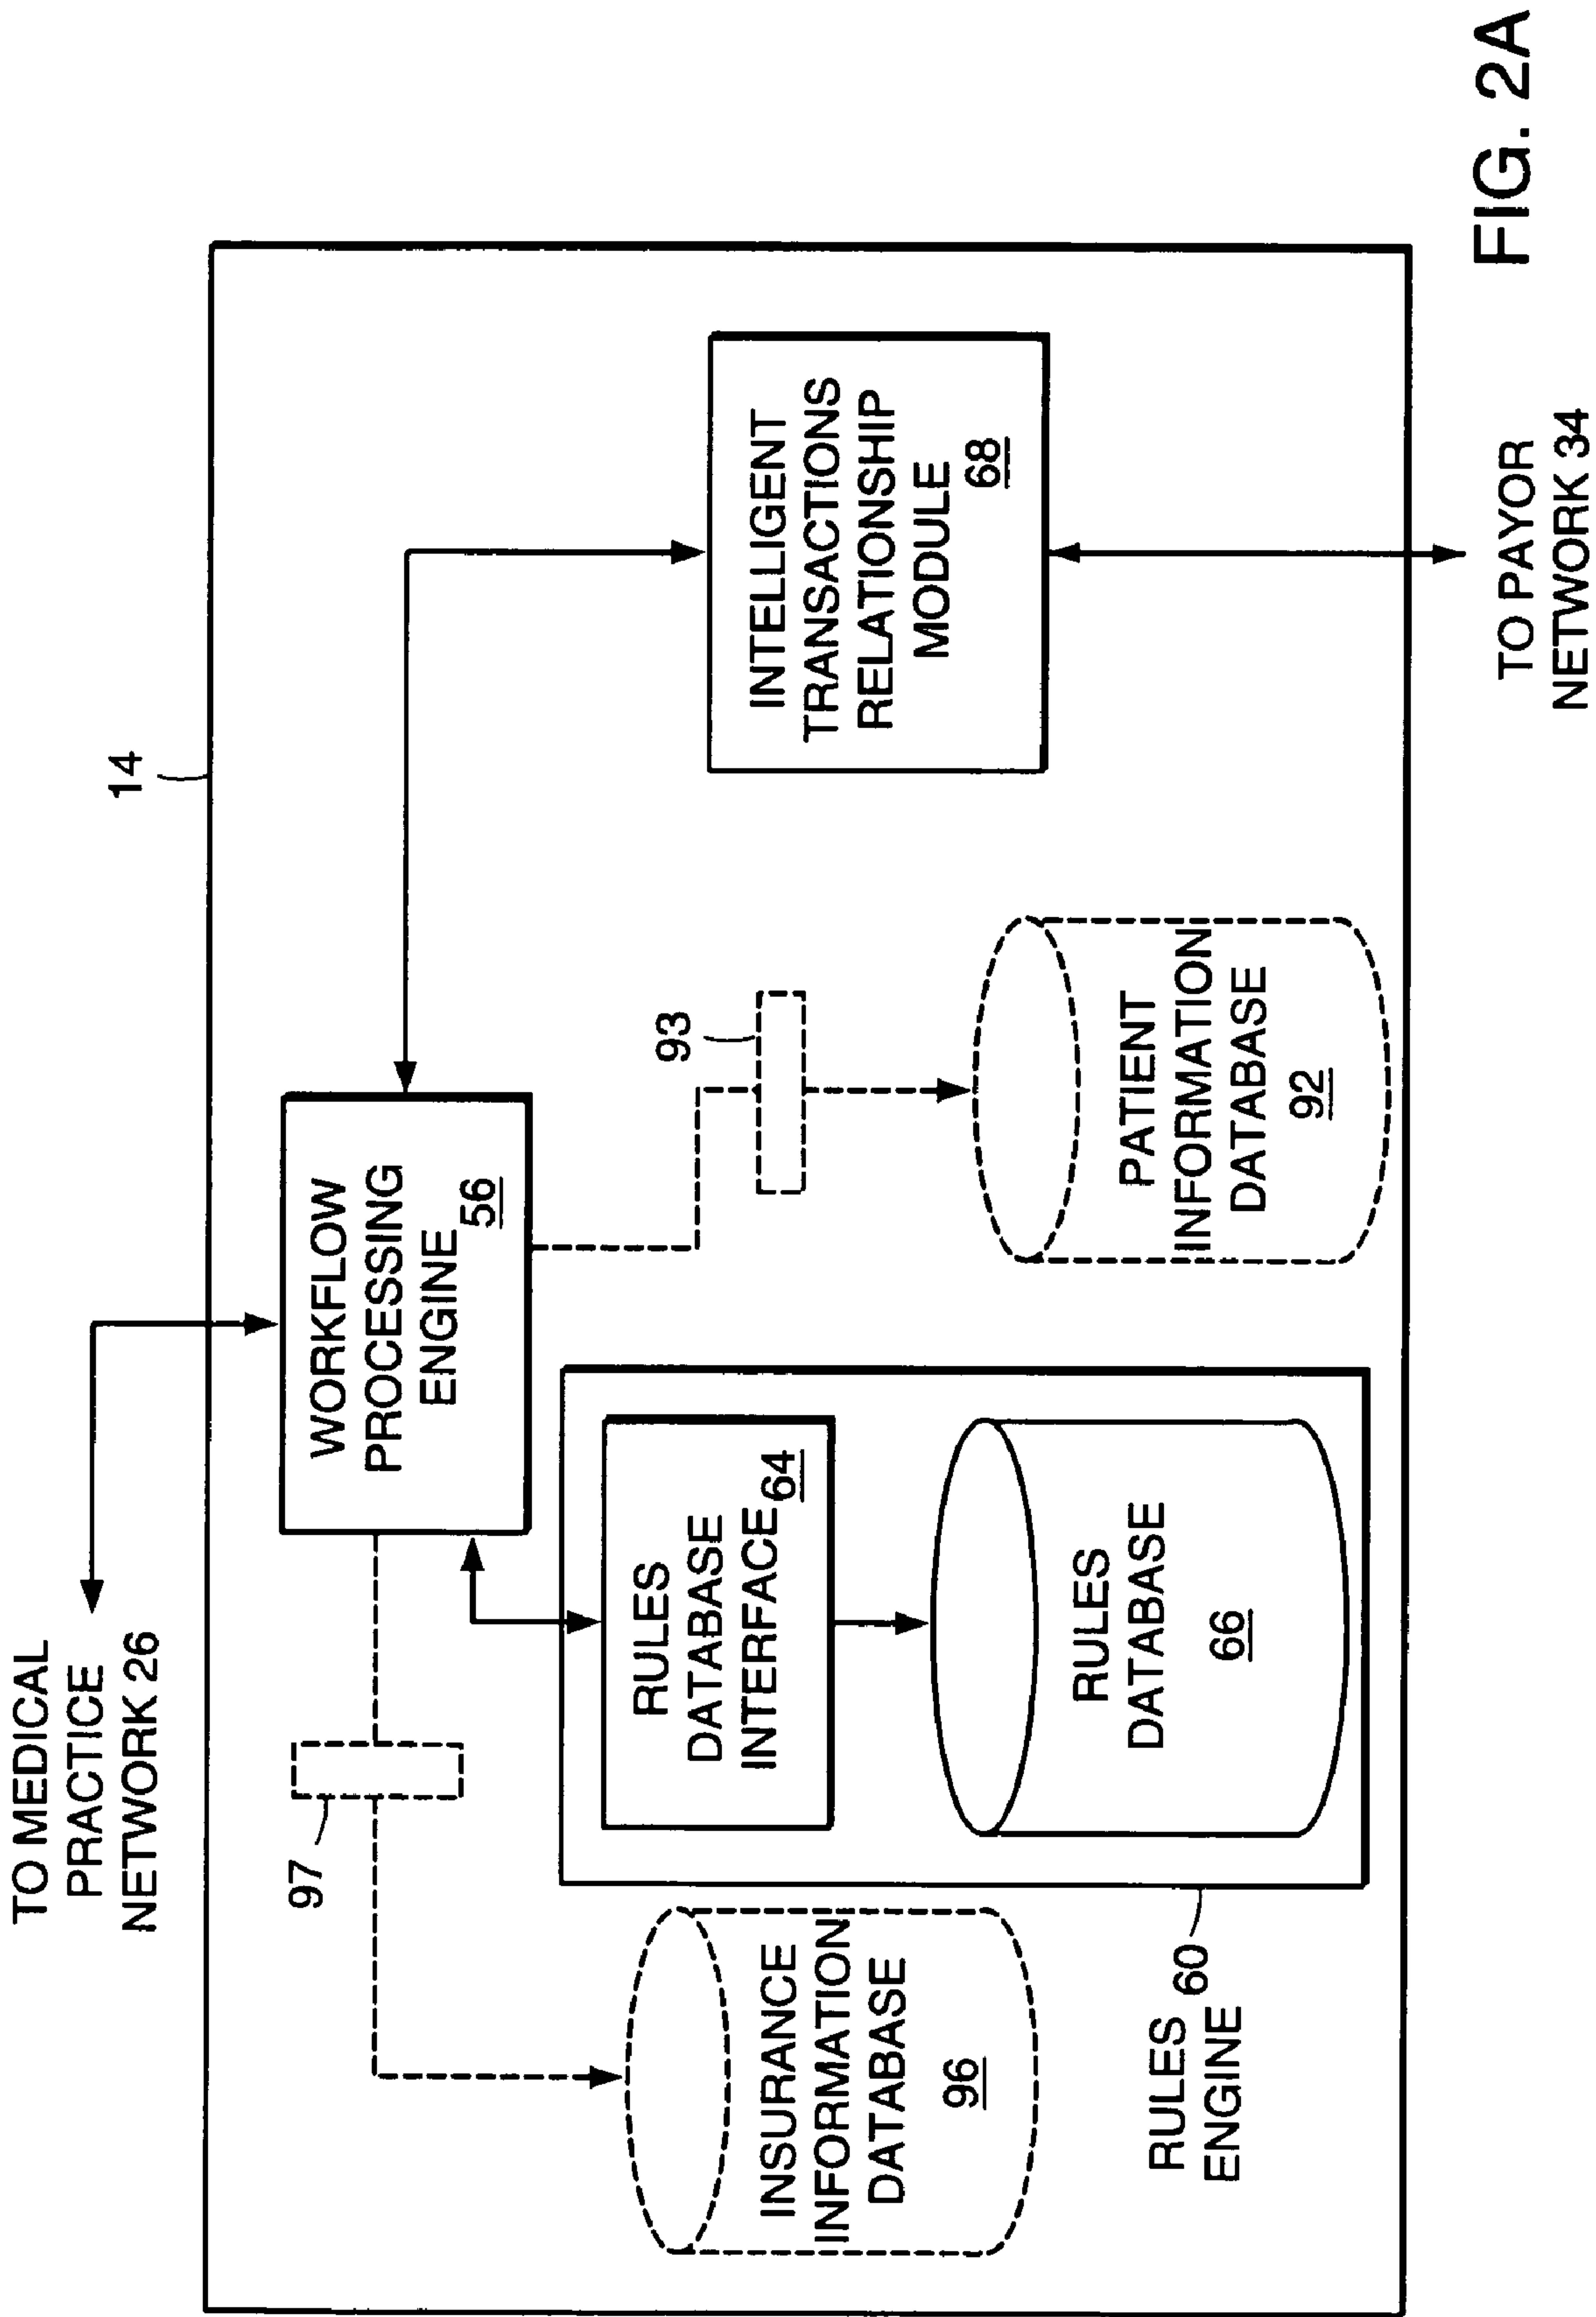 TO MEDICAL
PRACTICE
NETWORK 26
14
97
WORKFLOW
PROCESSING
ENGINE 56
INSURANCE
INFORMATION
DATABASE
96
RULES
DATABASE
INTERFACE 64
RULES
DATABASE
66
RULES
ENGINE 60
93
PATIENT
INFORMATION
DATABASE
92
INTELLIGENT
TRANSACTIONS
RELATIONSHIP
MODULE
68
TO PAYOR
NETWORK 34
FIG. 2A